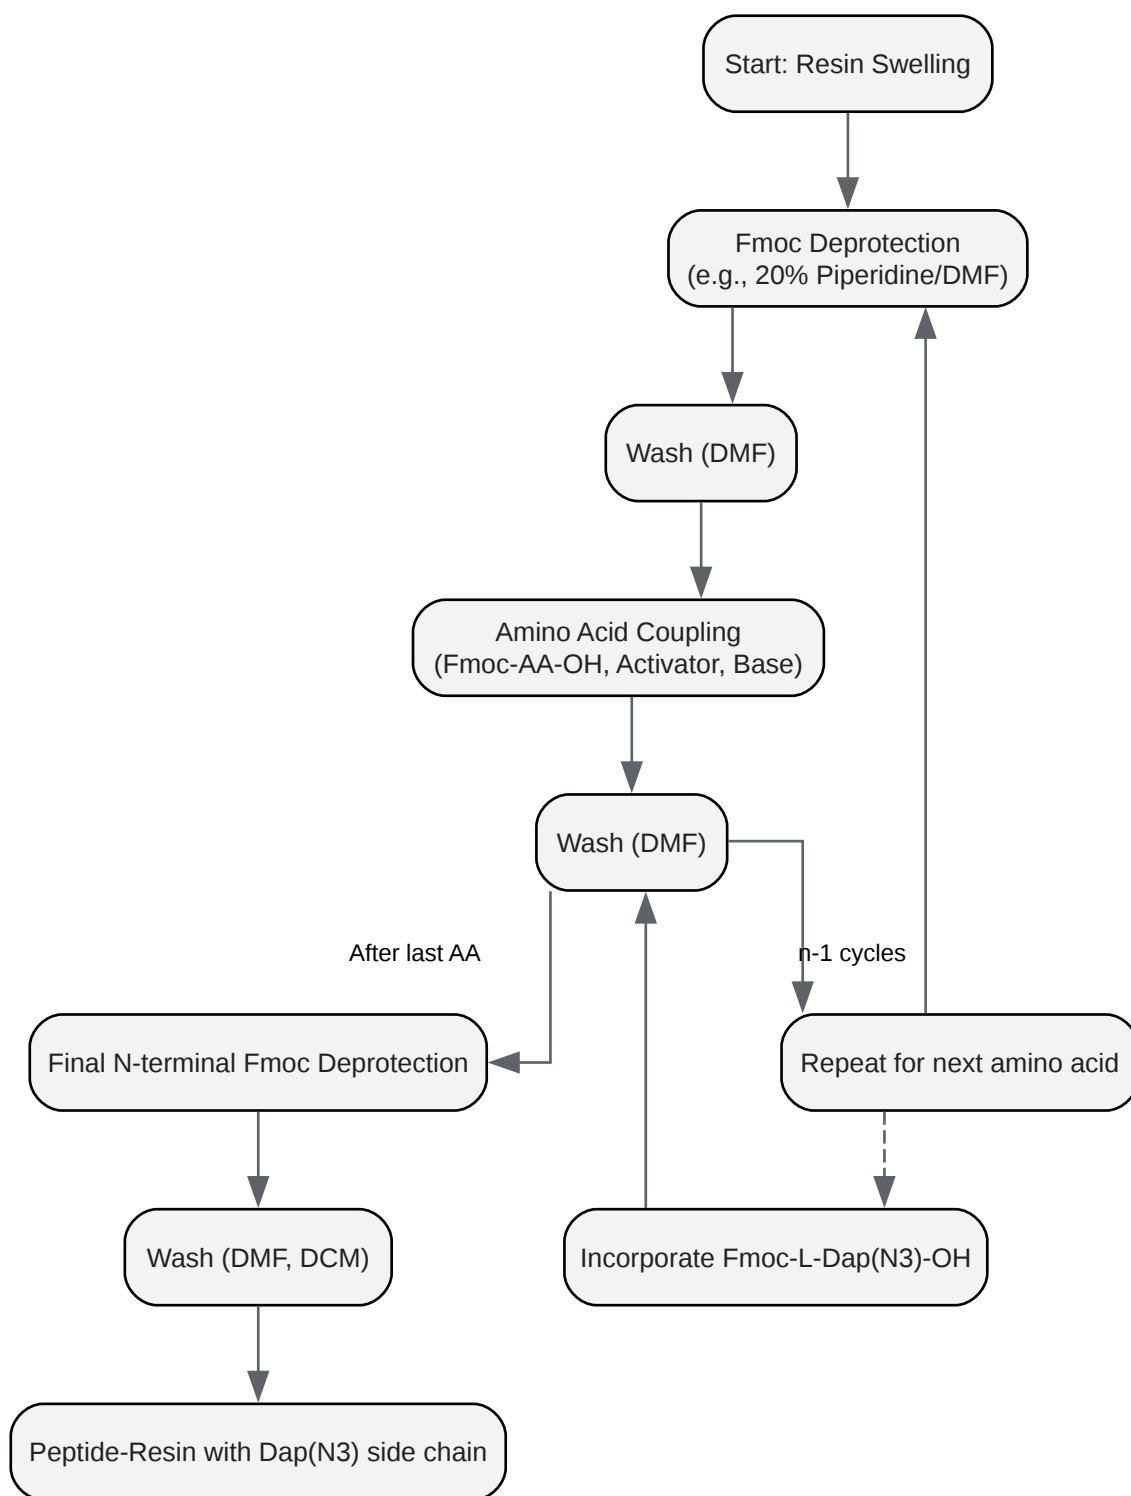 Start: Resin Swelling
Fmoc Deprotection
(e.g., 20% Piperidine/DMF)
Wash (DMF)
Amino Acid Coupling
(Fmoc-AA-OH, Activator, Base)
Wash (DMF)
After last AA
n-1 cycles
Final N-terminal Fmoc Deprotection
Repeat for next amino acid
Wash (DMF, DCM)
Incorporate Fmoc-L-Dap(N3)-OH
Peptide-Resin with Dap(N3) side chain